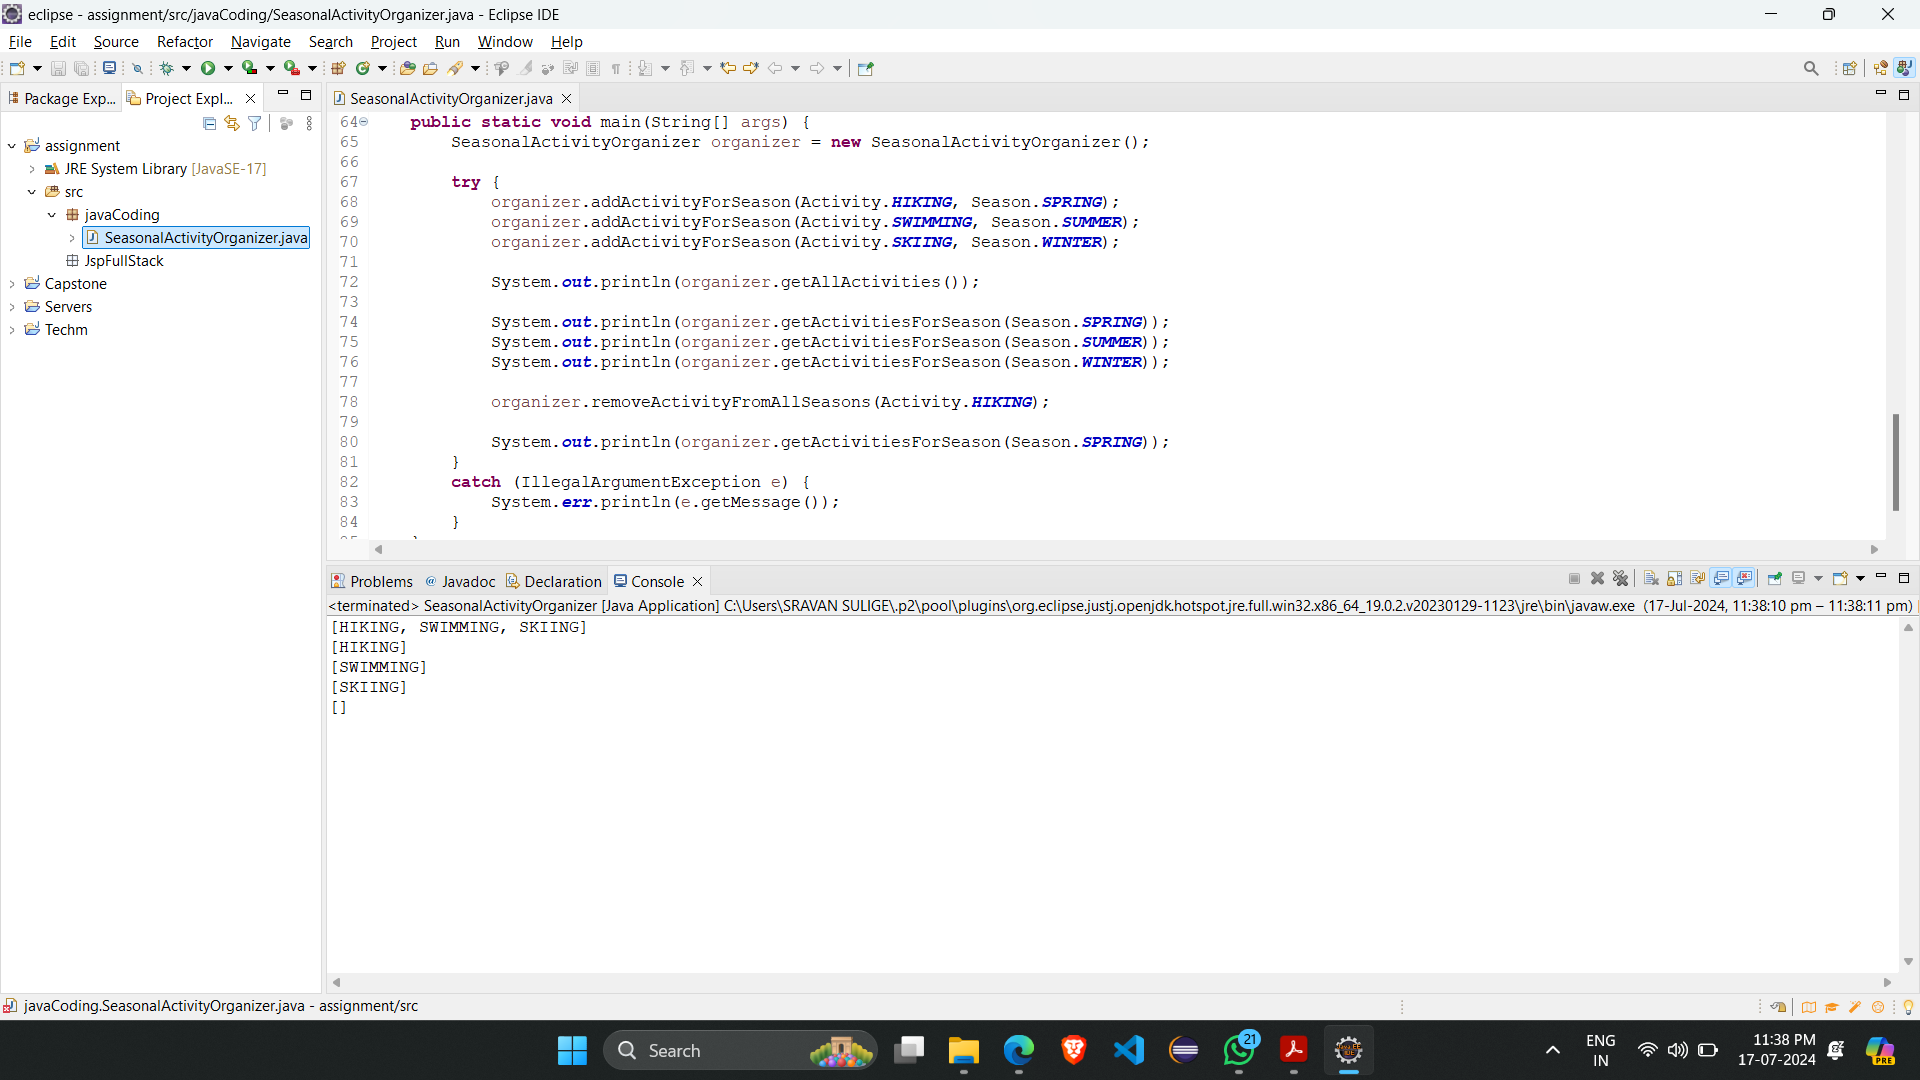 eclipse - assignment/src/javaCoding/SeasonalActivityOrganizer.java - Eclipse IDE
File Edit Source Refactor Navigate Search Project Run Window Help
Package Exp... Project Expl...
assignment
JRE System Library [JavaSE-17]
src
javaCoding
SeasonalActivityOrganizer.java
JspFullStack
Capstone
Servers
Techm
SeasonalActivityOrganizer.java
64 public static void main(String[] args) {
65 SeasonalActivityOrganizer organizer = new SeasonalActivityOrganizer();
66
67 try {
68 organizer.addActivityForSeason(Activity.HIKING, Season.SPRING);
69 organizer.addActivityForSeason(Activity.SWIMMING, Season.SUMMER);
70 organizer.addActivityForSeason(Activity.SKIING, Season.WINTER);
71
72 System.out.println(organizer.getAllActivities());
73
74 System.out.println(organizer.getActivitiesForSeason(Season.SPRING));
75 System.out.println(organizer.getActivitiesForSeason(Season.SUMMER));
76 System.out.println(organizer.getActivitiesForSeason(Season.WINTER));
77
78 organizer.removeActivityFromAllSeasons(Activity.HIKING);
79
80 System.out.println(organizer.getActivitiesForSeason(Season.SPRING));
81 }
82 catch (IllegalArgumentException e) {
83 System.err.println(e.getMessage());
84 }
Problems Javadoc Declaration Console
<terminated> SeasonalActivityOrganizer [Java Application] C:\Users\SRAVAN SULIGE\.p2\pool\plugins\org.eclipse.justj.openjdk.hotspot.jre.full.win32.x86_64_19.0.2.v20230129-1123\jre\bin\javaw.exe (17-Jul-2024, 11:38:10 pm – 11:38:11 pm)
[HIKING, SWIMMING, SKIING]
[HIKING]
[SWIMMING]
[SKIING]
[]
javaCoding.SeasonalActivityOrganizer.java - assignment/src
Search
21
ENG
IN
11:38 PM
17-07-2024
PRE